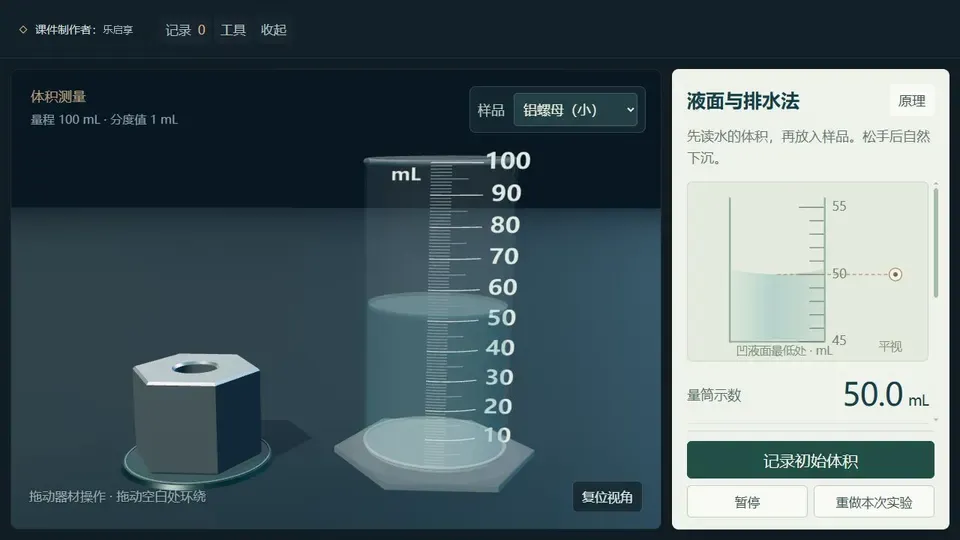 课件制作者：乐启享
记录 0 工具 收起
体积测量
量程 100 mL · 分度值 1 mL
样品 铝螺母（小）
mL
100
90
80
70
60
50
40
30
20
10
拖动器材操作 · 拖动空白处环绕
复位视角
液面与排水法
原理
先读水的体积，再放入样品。松手后自然
下沉。
55
50
45
凹液面最低处 · mL
平视
量筒示数 50.0 mL
记录初始体积
暂停 重做本次实验